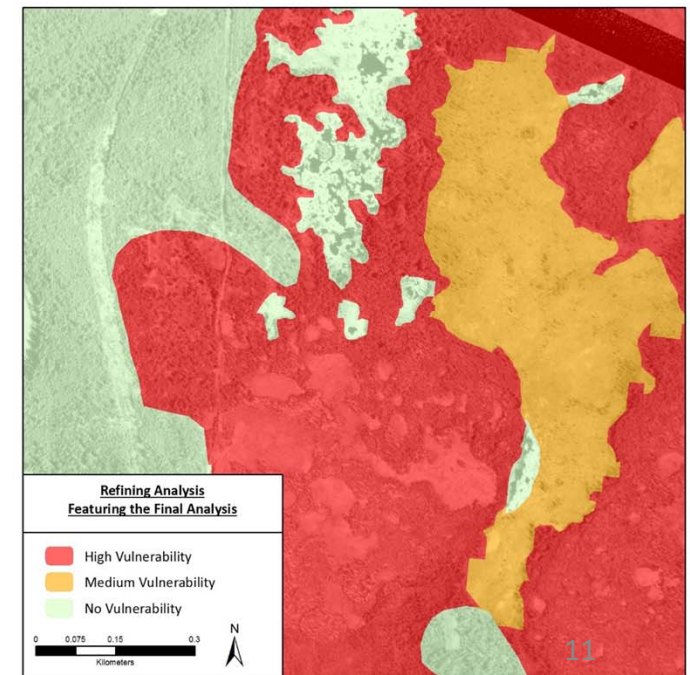 Refining Analysis
Featuring the Final Analysis
High Vulnerability
Medium Vulnerability
No Vulnerability
0 0.075 0.15 0.3
Kilometers
N
11